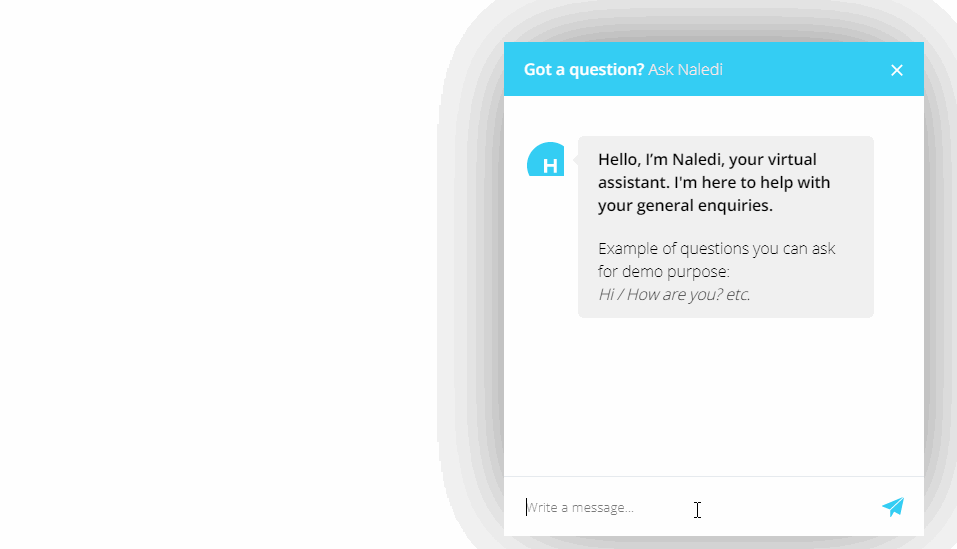 Got a question? Ask Naledi
H
Hello, I’m Naledi, your virtual
assistant. I'm here to help with
your general enquiries.
Example of questions you can ask
for demo purpose:
Hi / How are you? etc.
Write a message...